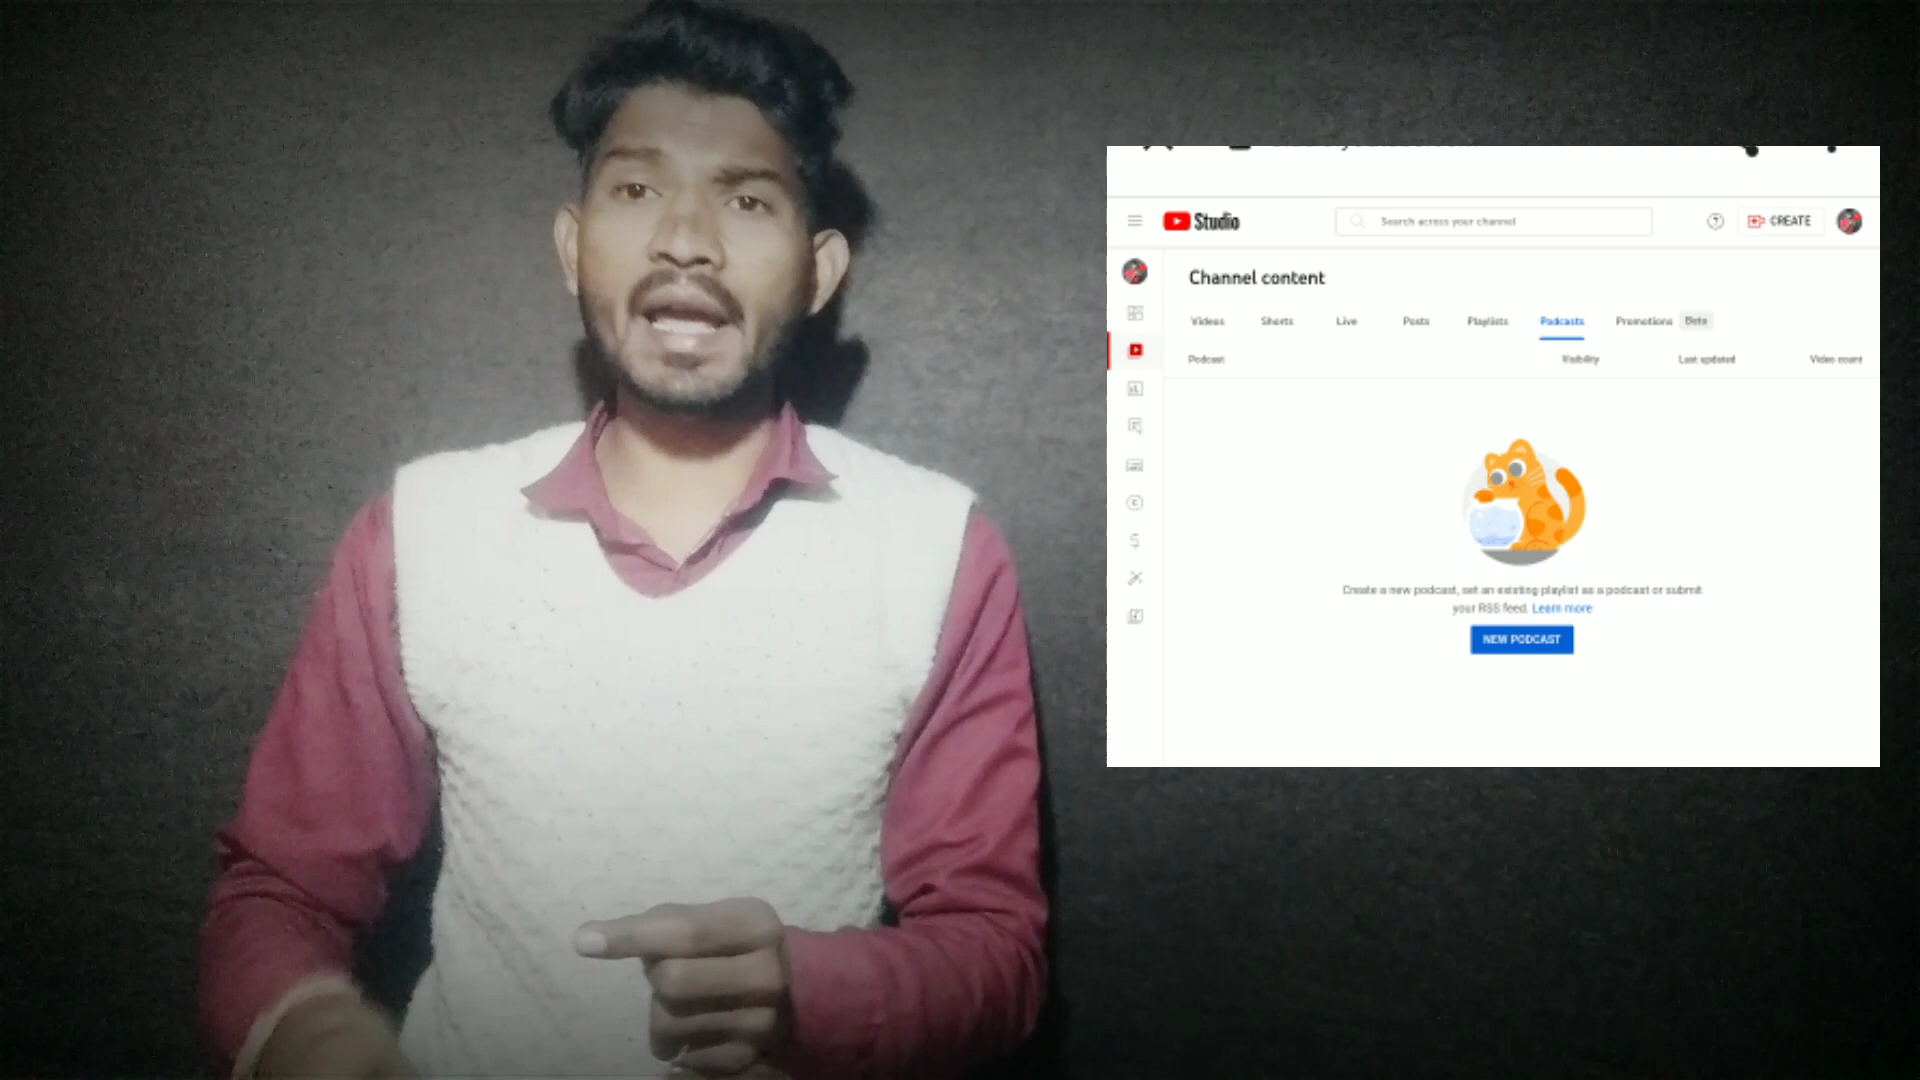 Studio
Search across your channel
CREATE
Channel content
Videos Shorts Live Posts Playlists Podcasts Promotions Beta
Podcast Visibility Last updated Video count
Create a new podcast, set an existing playlist as a podcast or submit
your RSS feed. Learn more
NEW PODCAST